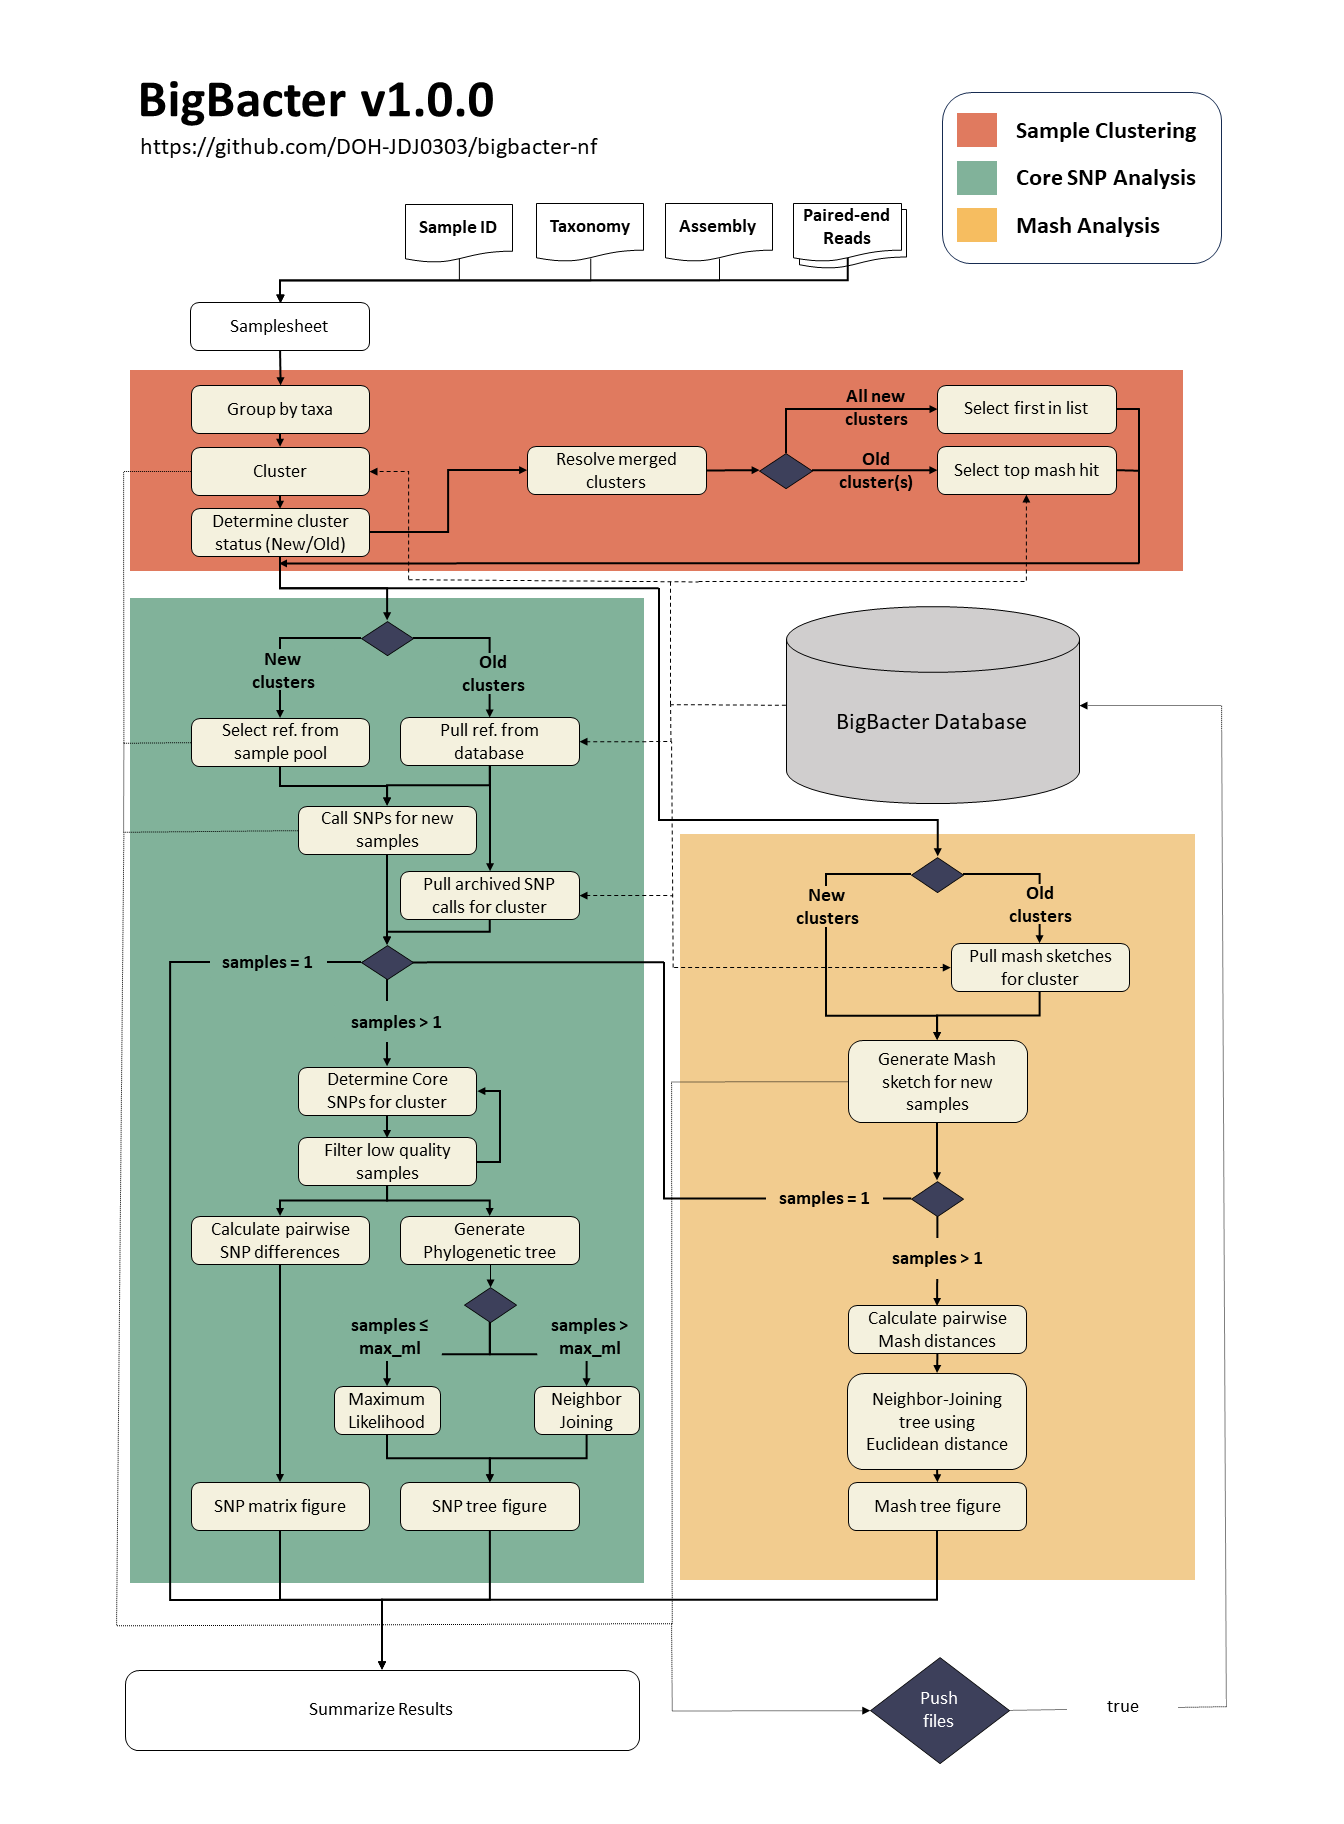 BigBacter v1.0.0
https://github.com/DOH-JDJ0303/bigbacter-nf
Sample Clustering
Core SNP Analysis
Mash Analysis
Sample ID
Taxonomy
Assembly
Paired-end
Reads
Samplesheet
Group by taxa
Cluster
Determine cluster
status (New/Old)
Resolve merged
clusters
All new
clusters
Old
cluster(s)
Select first in list
Select top mash hit
New
clusters
Old
clusters
Select ref. from
sample pool
Pull ref. from
database
Call SNPs for new
samples
Pull archived SNP
calls for cluster
samples = 1
samples > 1
Determine Core
SNPs for cluster
Filter low quality
samples
Calculate pairwise
SNP differences
Generate
Phylogenetic tree
samples ≤
max_ml
samples >
max_ml
Maximum
Likelihood
Neighbor
Joining
SNP matrix figure
SNP tree figure
BigBacter Database
New
clusters
Old
clusters
Pull mash sketches
for cluster
Generate Mash
sketch for new
samples
samples = 1
samples > 1
Calculate pairwise
Mash distances
Neighbor-Joining
tree using
Euclidean distance
Mash tree figure
Summarize Results
Push
files
true